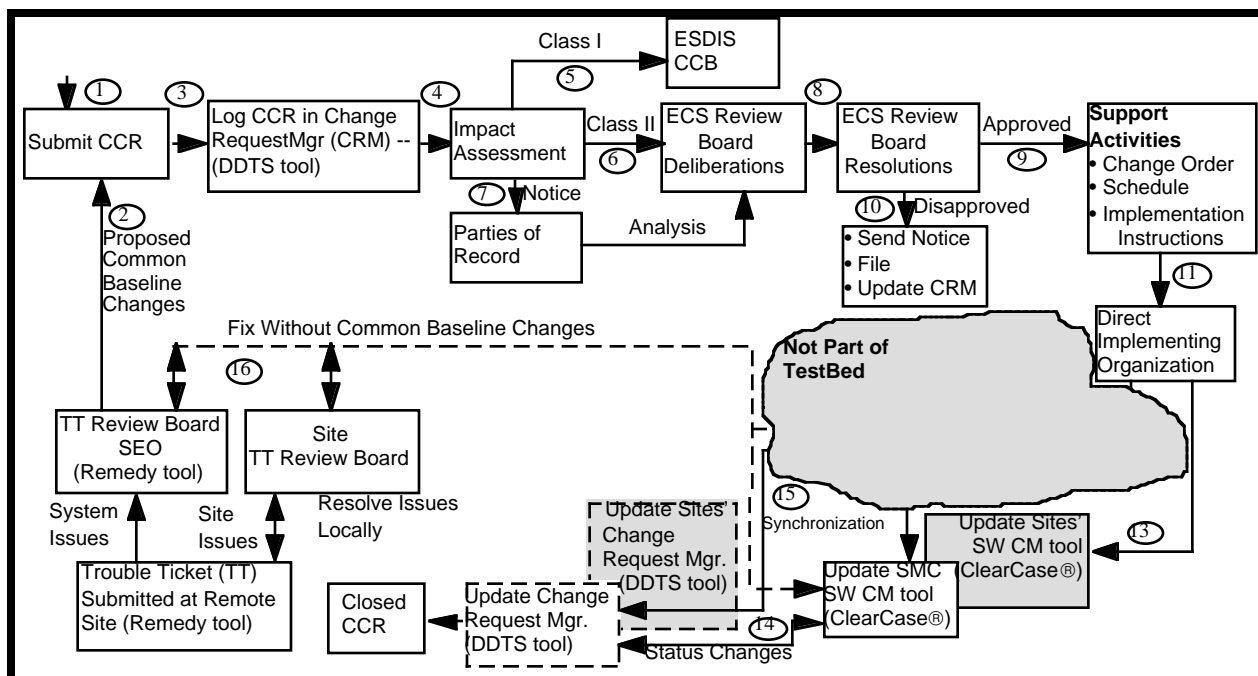 Class I
5
ESDIS
CCB
1
Submit CCR
3
Log CCR in Change
RequestMgr (CRM) --
(DDTS tool)
4
Impact
Assessment
Class II
6
ECS Review
Board
Deliberations
8
ECS Review
Board
Resolutions
Approved
9
Support
Activities
• Change Order
• Schedule
• Implementation
Instructions
7
Notice
Parties of
Record
Analysis
10
Disapproved
• Send Notice
• File
• Update CRM
11
Direct
Implementing
Organization
2
Proposed
Common
Baseline
Changes
Fix Without Common Baseline Changes
16
Not Part of
TestBed
TT Review Board
SEO
(Remedy tool)
Site
TT Review Board
System
Issues
Site
Issues
Resolve Issues
Locally
Trouble Ticket (TT)
Submitted at Remote
Site (Remedy tool)
15
Synchronization
13
Update Sites'
Change
Request Mgr.
(DDTS tool)
Update Sites'
SW CM tool
(ClearCase®)
Update SMC
SW CM tool
(ClearCase®)
Closed
CCR
Update Change
Request Mgr.
(DDTS tool)
14
Status Changes